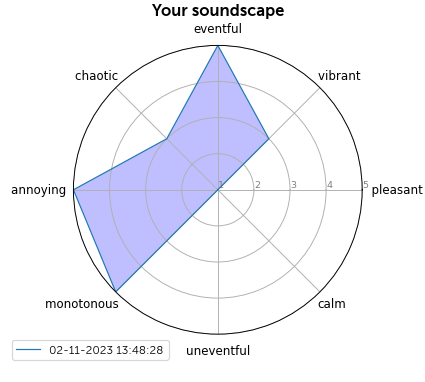 Your soundscape
eventful
chaotic
vibrant
annoying
1
2
3
4
5
pleasant
monotonous
calm
02-11-2023 13:48:28
uneventful